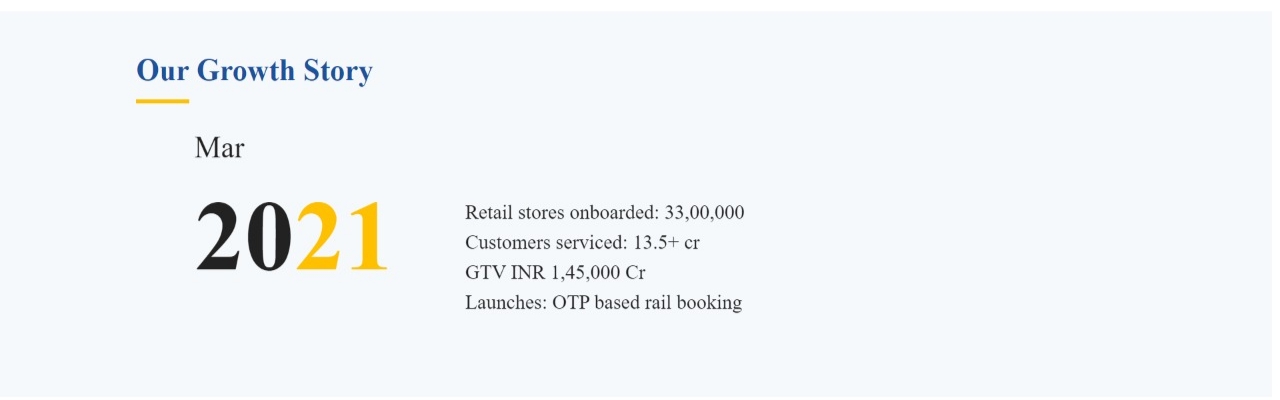 Our Growth Story
Mar
2021
Retail stores onboarded: 33,00,000
Customers serviced: 13.5+ cr
GTV INR 1,45,000 Cr
Launches: OTP based rail booking